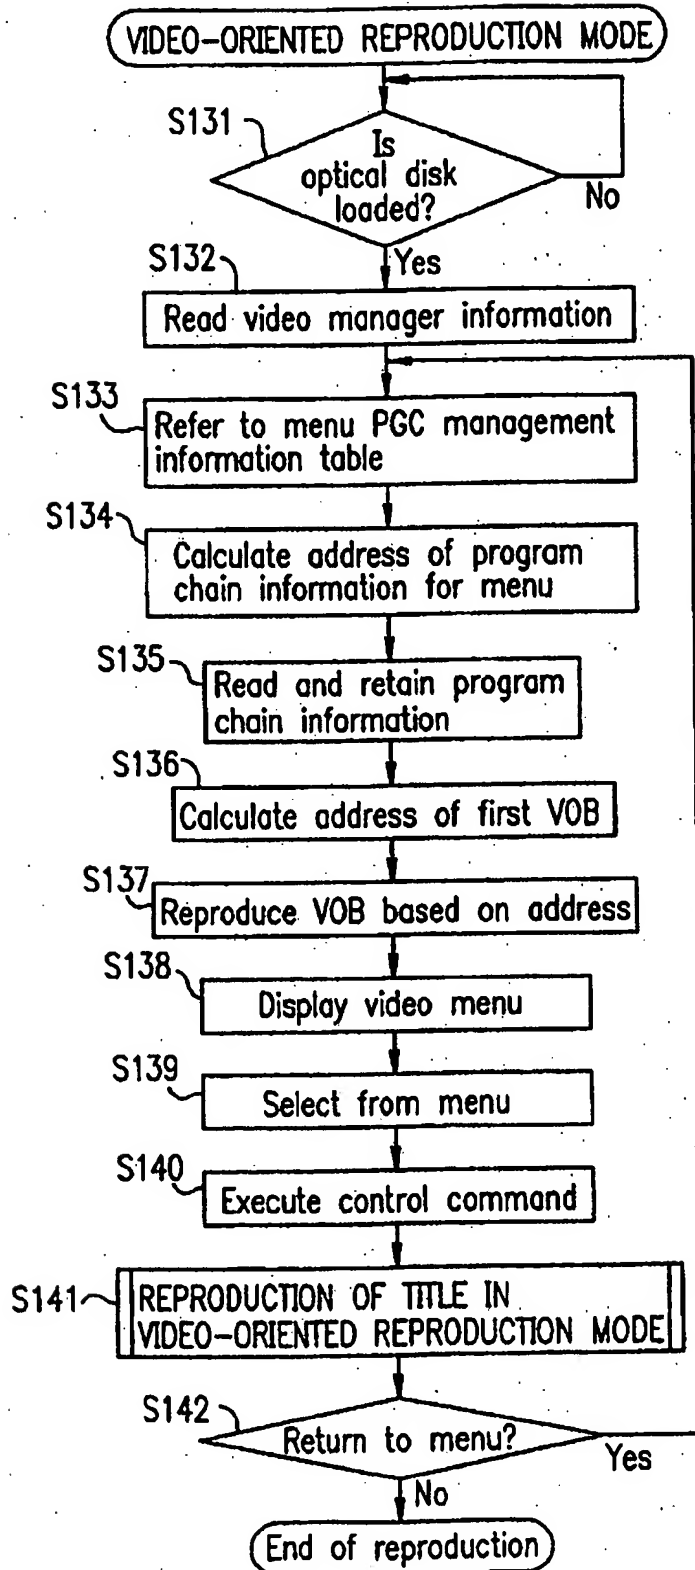 VIDEO-ORIENTED REPRODUCTION MODE
S131
Is
optical disk
loaded?
No
Yes
S132
Read video manager information
S133
Refer to menu PGC management
information table
S134
Calculate address of program
chain information for menu
S135
Read and retain program
chain information
S136
Calculate address of first VOB
S137
Reproduce VOB based on address
S138
Display video menu
S139
Select from menu
S140
Execute control command
S141
REPRODUCTION OF TITLE IN
VIDEO-ORIENTED REPRODUCTION MODE
S142
Return to menu?
Yes
No
End of reproduction